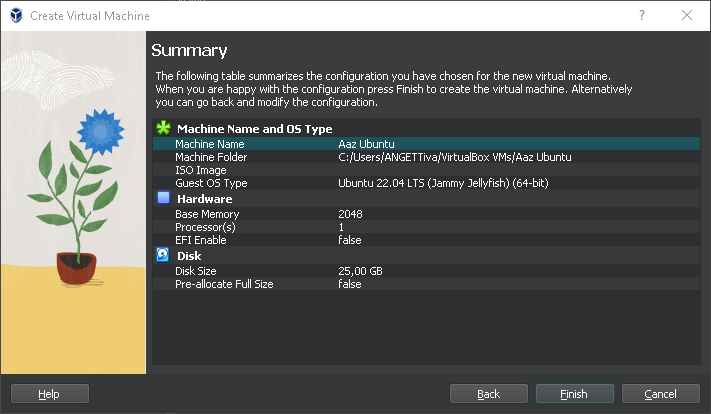 Create Virtual Machine
Summary
The following table summarizes the configuration you have chosen for the new virtual machine.
When you are happy with the configuration press Finish to create the virtual machine. Alternatively
you can go back and modify the configuration.
Machine Name and OS Type
Machine Name Aaz Ubuntu
Machine Folder C:/Users/ANGETTiva/VirtualBox VMs/Aaz Ubuntu
ISO Image
Guest OS Type Ubuntu 22.04 LTS (Jammy Jellyfish) (64-bit)
Hardware
Base Memory 2048
Processor(s) 1
EFI Enable false
Disk
Disk Size 25,00 GB
Pre-allocate Full Size false
Help Back Finish Cancel